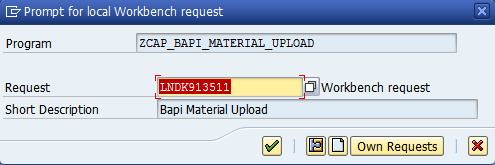 Prompt for local Workbench request
Program ZCAP_BAPI_MATERIAL_UPLOAD
Request LNDK913511 Workbench request
Short Description Bapi Material Upload
Own Requests